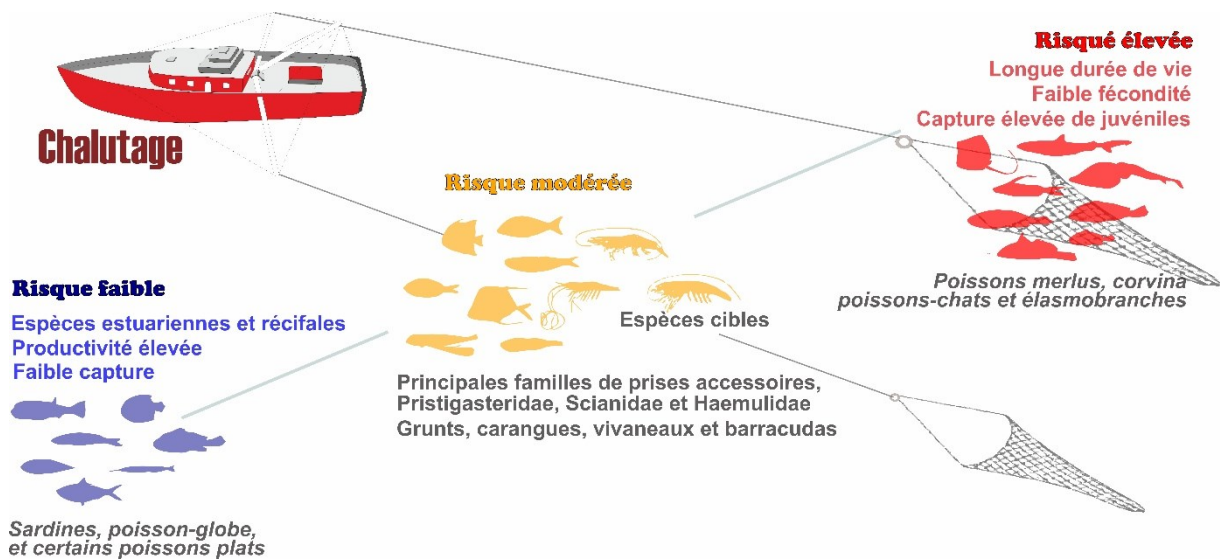 Chalutage
Risqué élevée
Longue durée de vie
Faible fécondité
Capture élevée de juvéniles
Poissons merlus, corvina
poissons-chats et élasmobranches
Risque modérée
Espèces cibles
Principales familles de prises accessoires,
Pristigasteridae, Scianidae et Haemulidae
Grunts, carangues, vivaneaux et barracudas
Risque faible
Espèces estuariennes et récifales
Productivité élevée
Faible capture
Sardines, poisson-globe,
et certains poissons plats